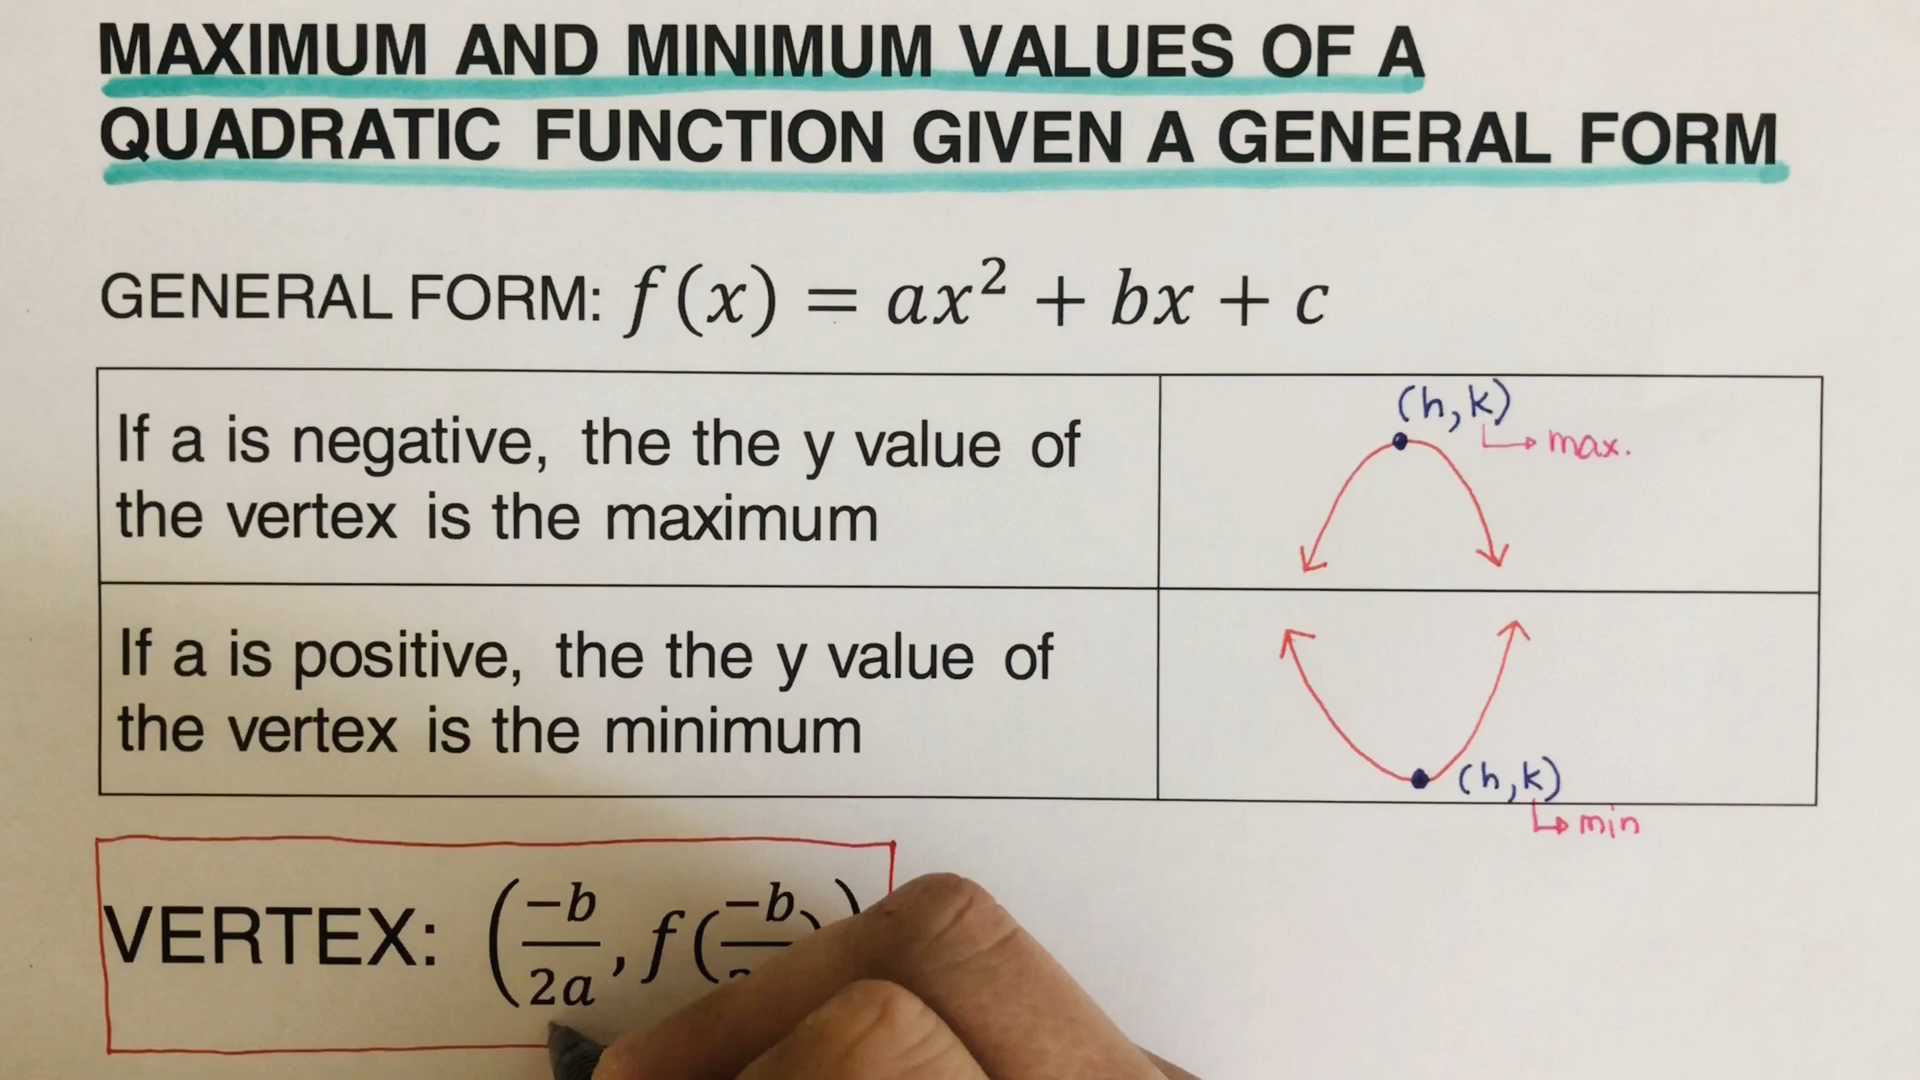 MAXIMUM AND MINIMUM VALUES OF A
QUADRATIC FUNCTION GIVEN A GENERAL FORM
GENERAL FORM: f(x) = ax² + bx + c
If a is negative, the the y value of
the vertex is the maximum
(h,k)
max.
If a is positive, the the y value of
the vertex is the minimum
(h,k)
min
VERTEX: (-b/2a, f(-b